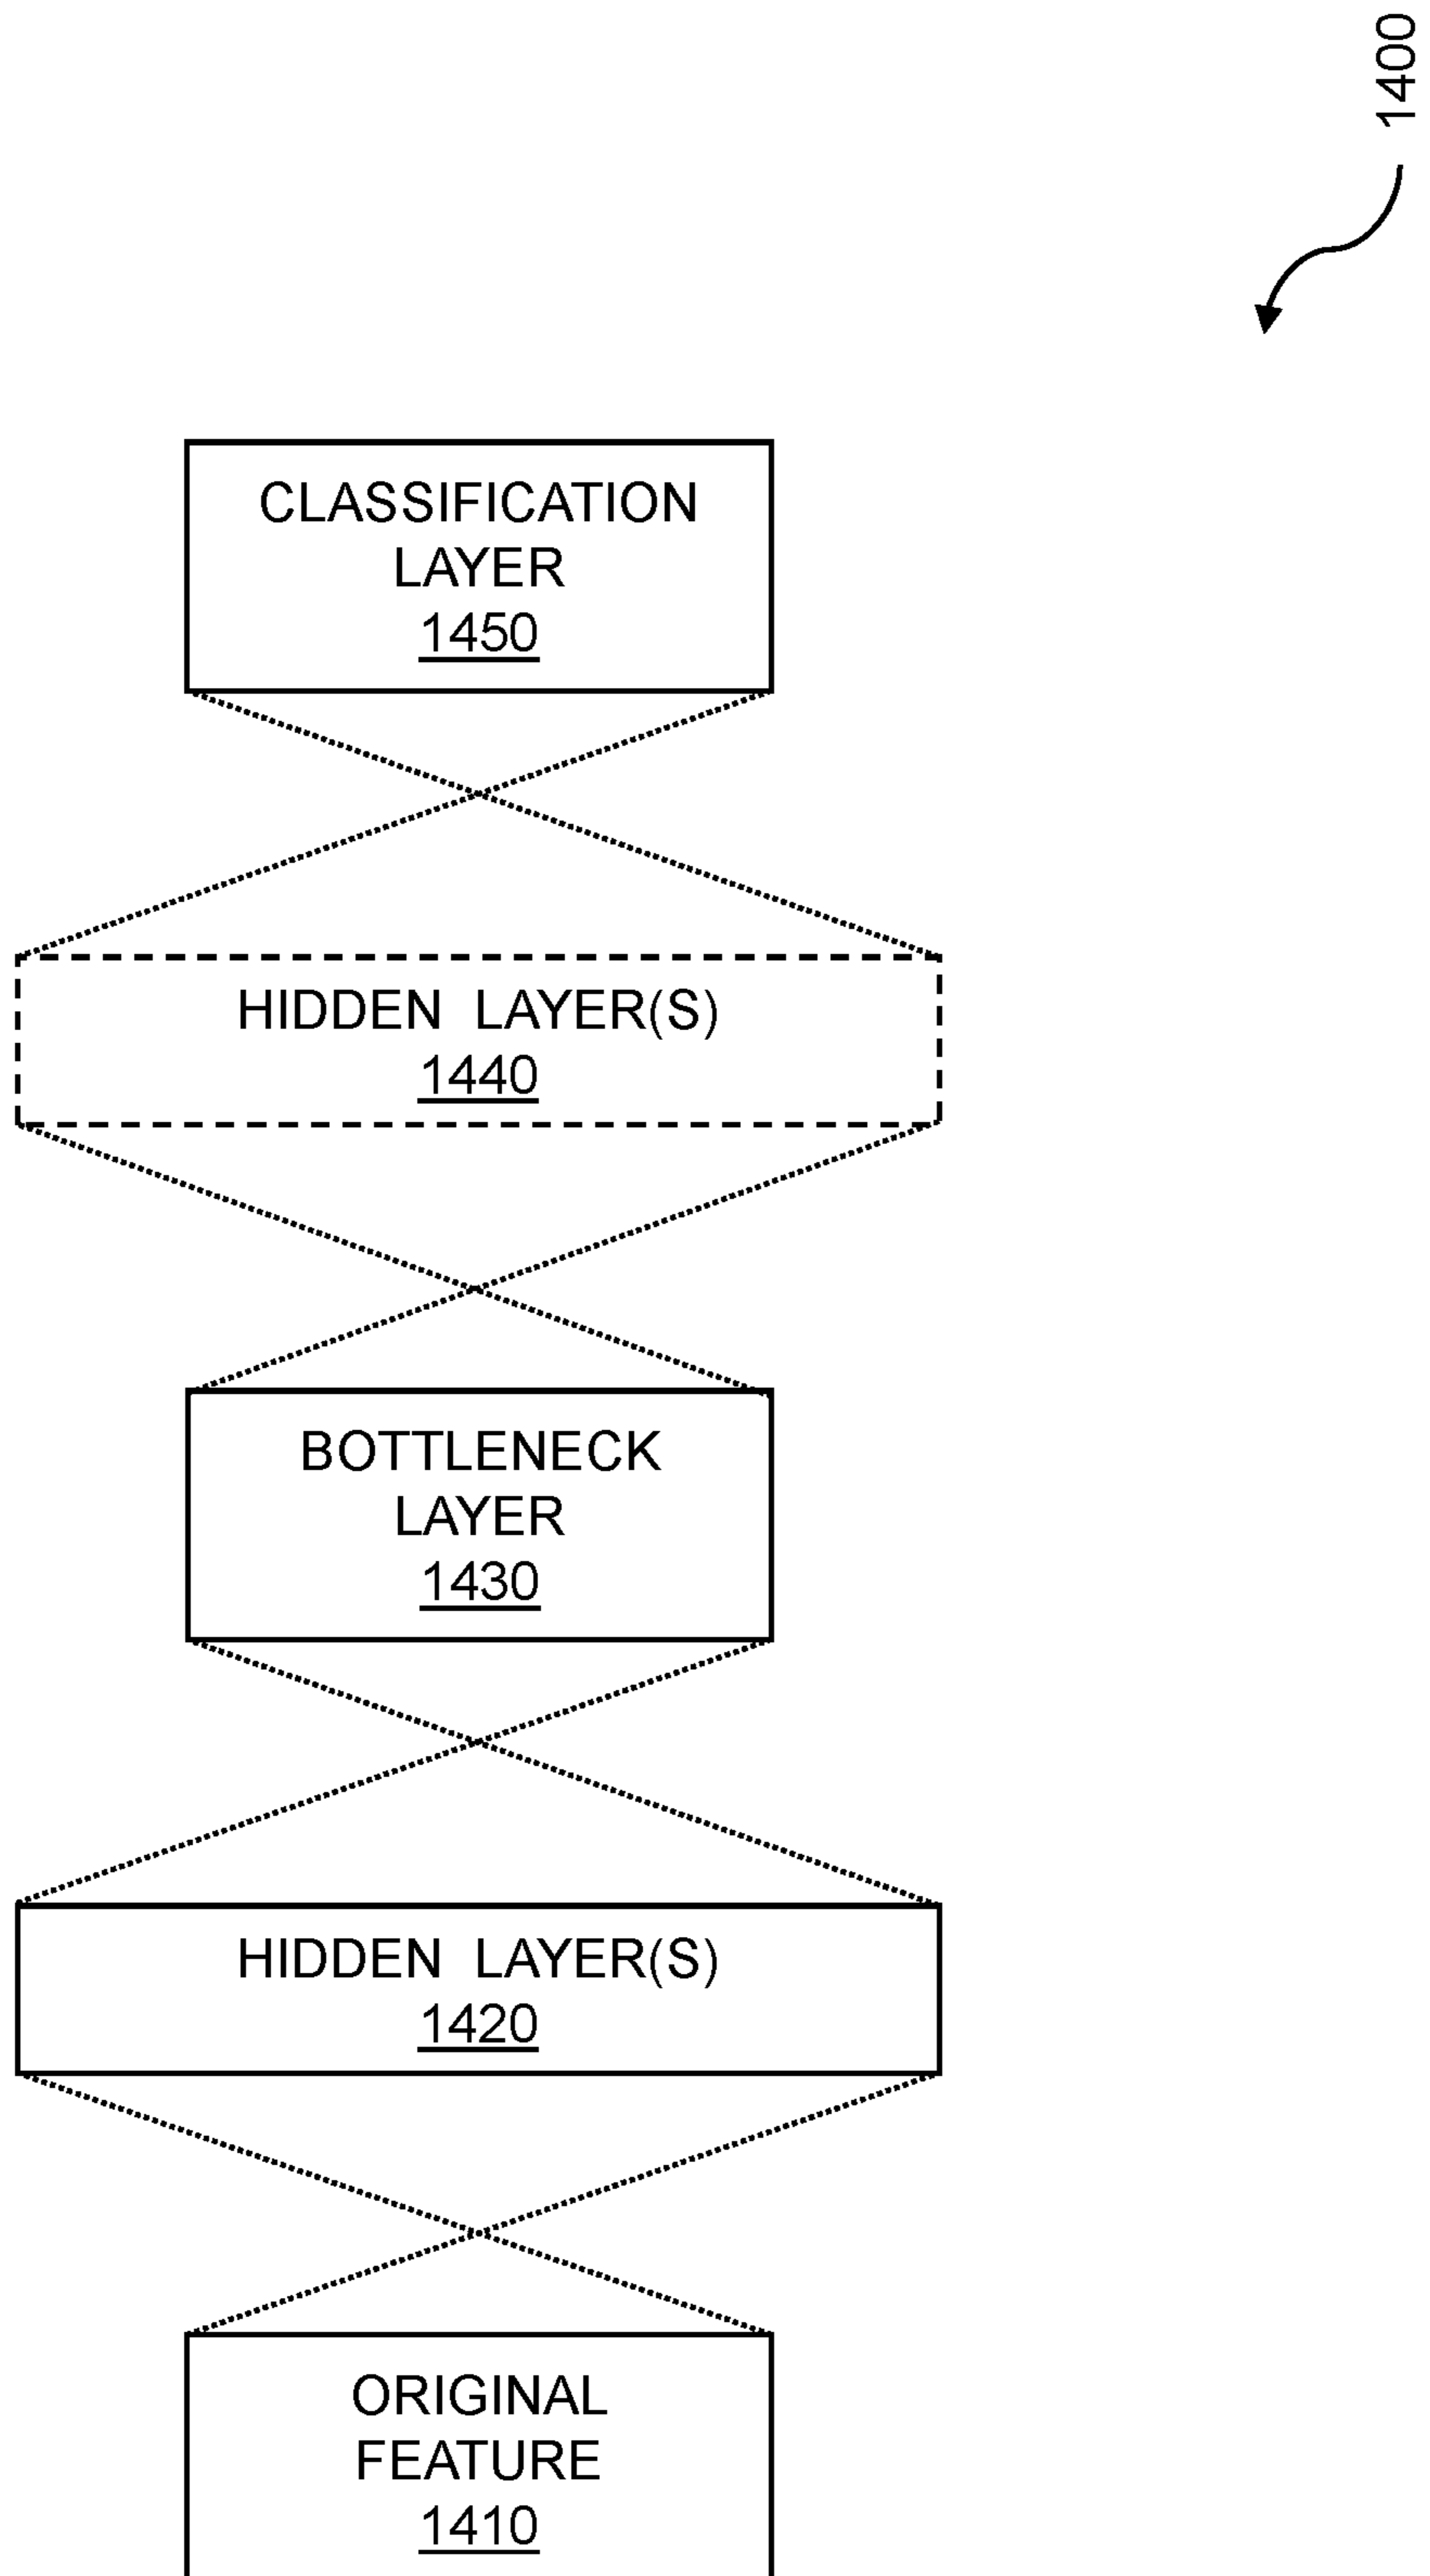 1400
CLASSIFICATION
LAYER
1450
HIDDEN LAYER(S)
1440
BOTTLENECK
LAYER
1430
HIDDEN LAYER(S)
1420
ORIGINAL
FEATURE
1410